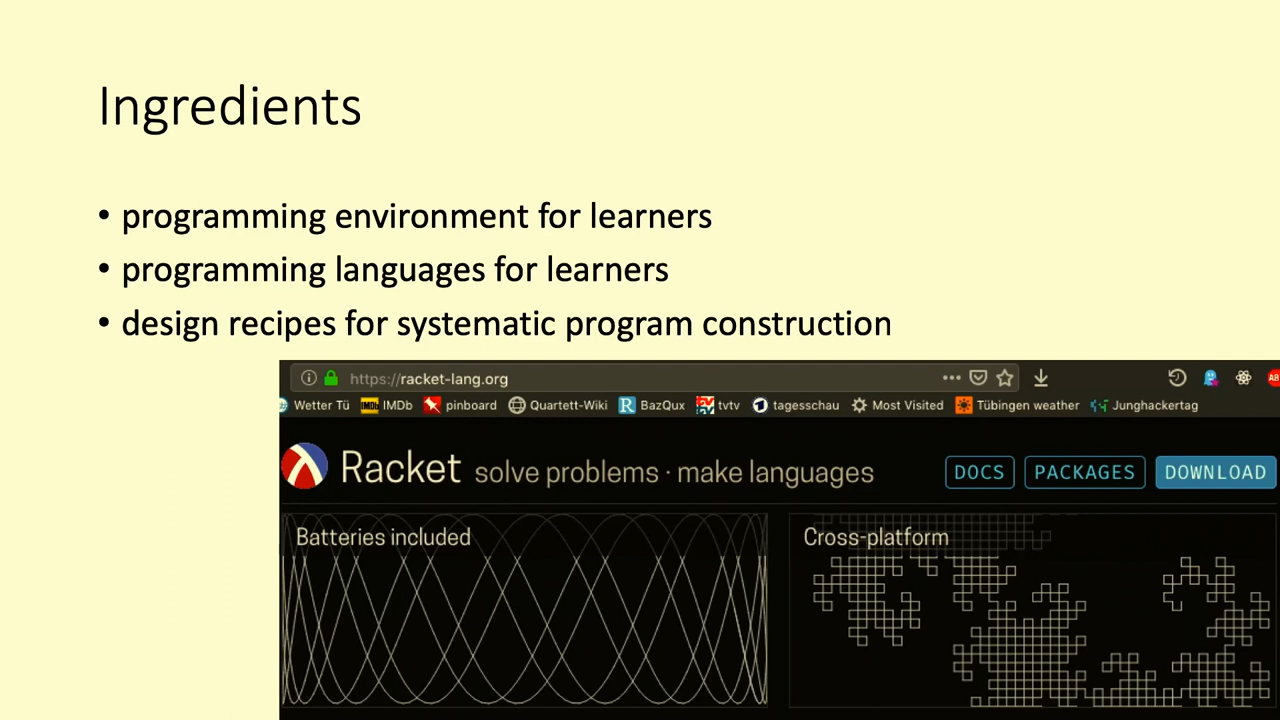 Ingredients
• programming environment for learners
• programming languages for learners
• design recipes for systematic program construction
https://racket-lang.org
Wetter Tü IMDb IMDb pinboard Quartett-Wiki R BazQux tvtv tagesschau Most Visited Tübingen weather Junghackertag
Racket solve problems · make languages DOCS PACKAGES DOWNLOAD
Batteries included Cross-platform